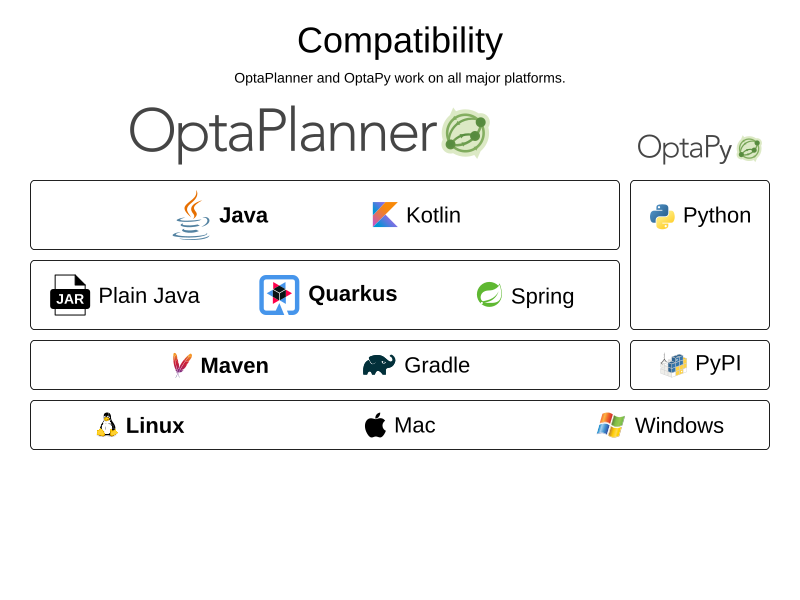 Compatibility
OptaPlanner and OptaPy work on all major platforms.
OptaPlanner
OptaPy
Java
Kotlin
Python
JAR
Plain Java
Quarkus
Spring
Maven
Gradle
PyPI
Linux
Mac
Windows